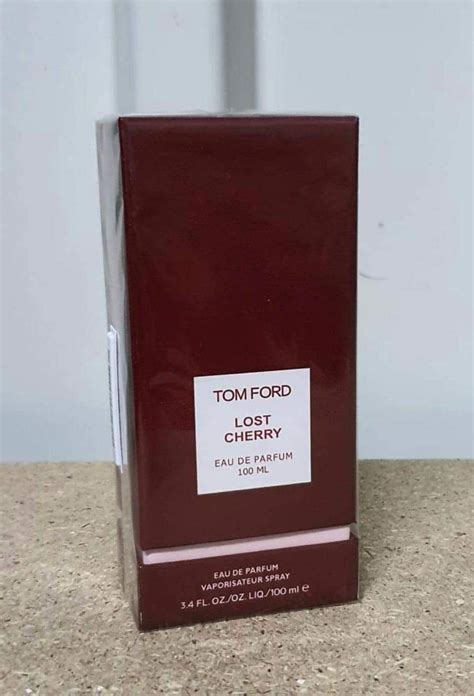 TOM FORD
LOST
CHERRY
EAU DE PARFUM
100 ML
EAU DE PARFUM
VAPORISATEUR SPRAY
3.4 FL.OZ./OZ. LIQ./100 ml e